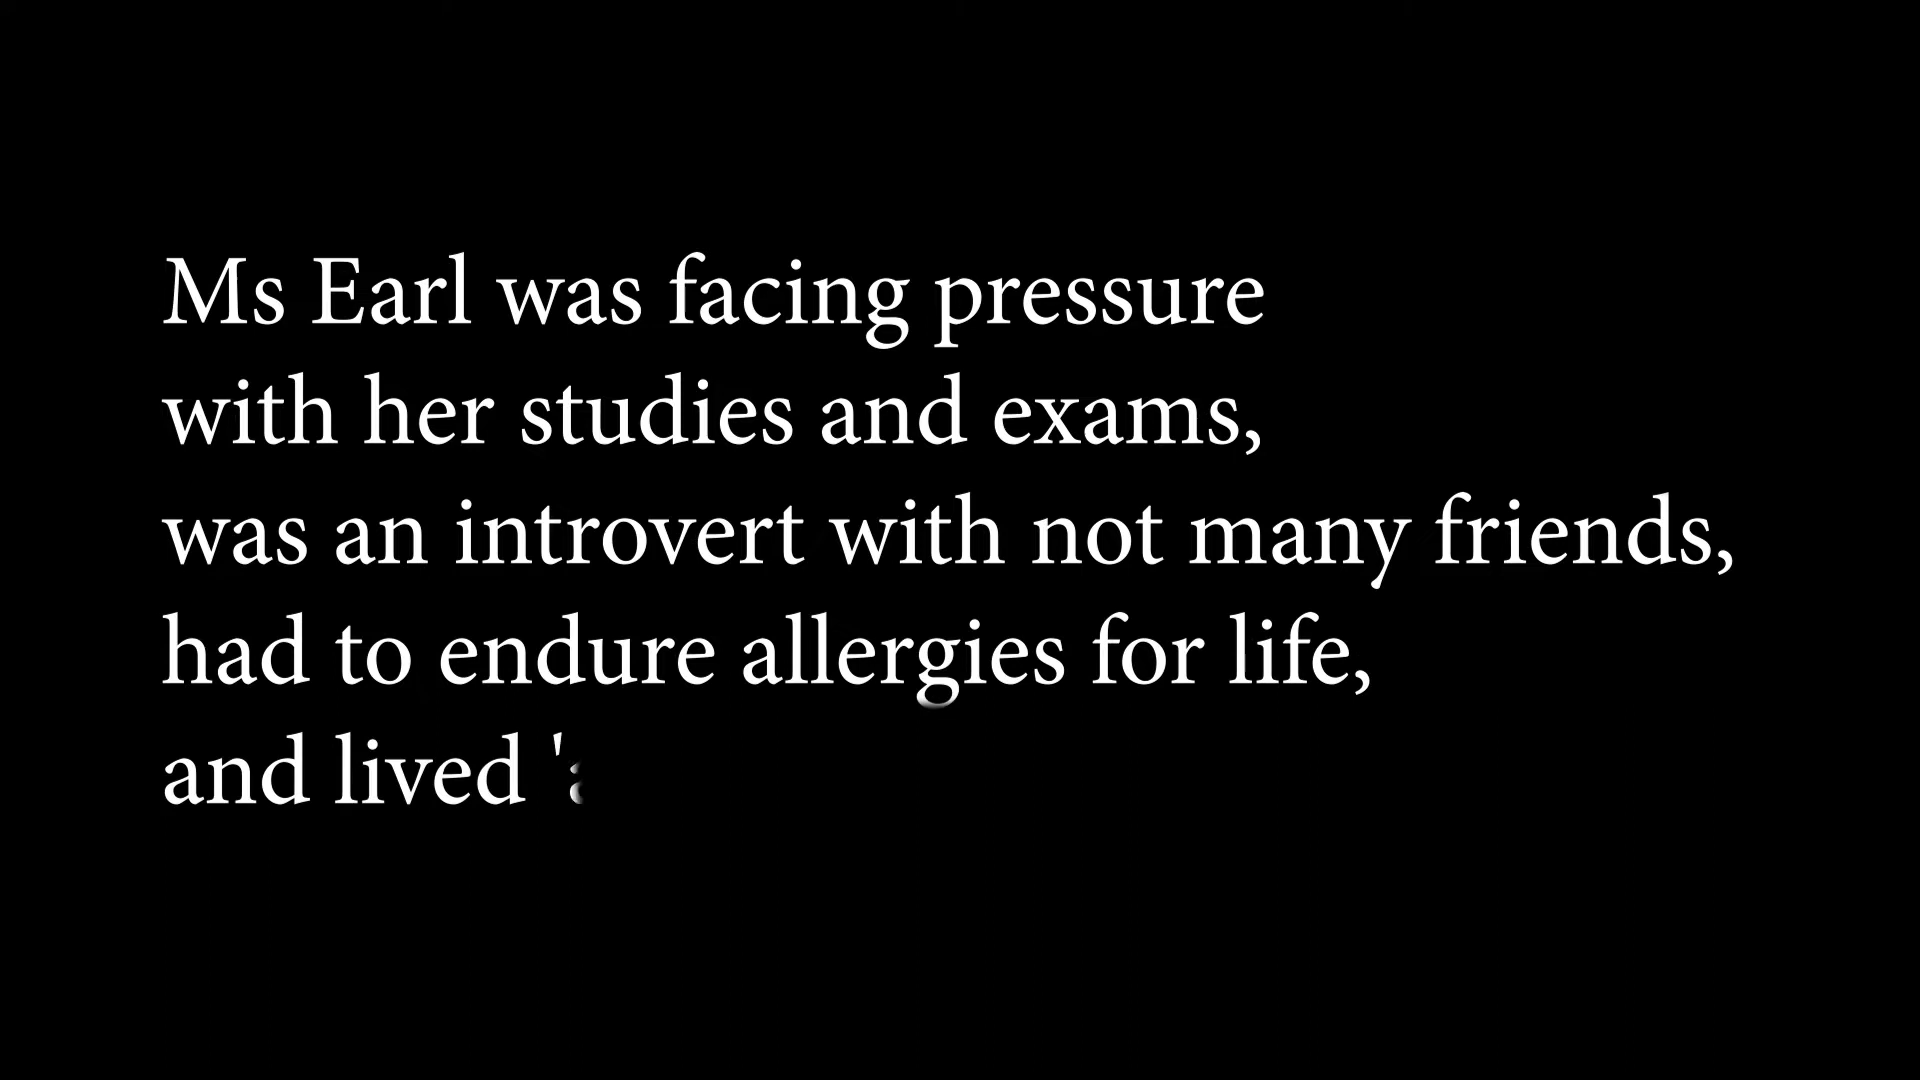 Ms Earl was facing pressure
with her studies and exams,
was an introvert with not many friends,
had to endure allergies for life,
and lived